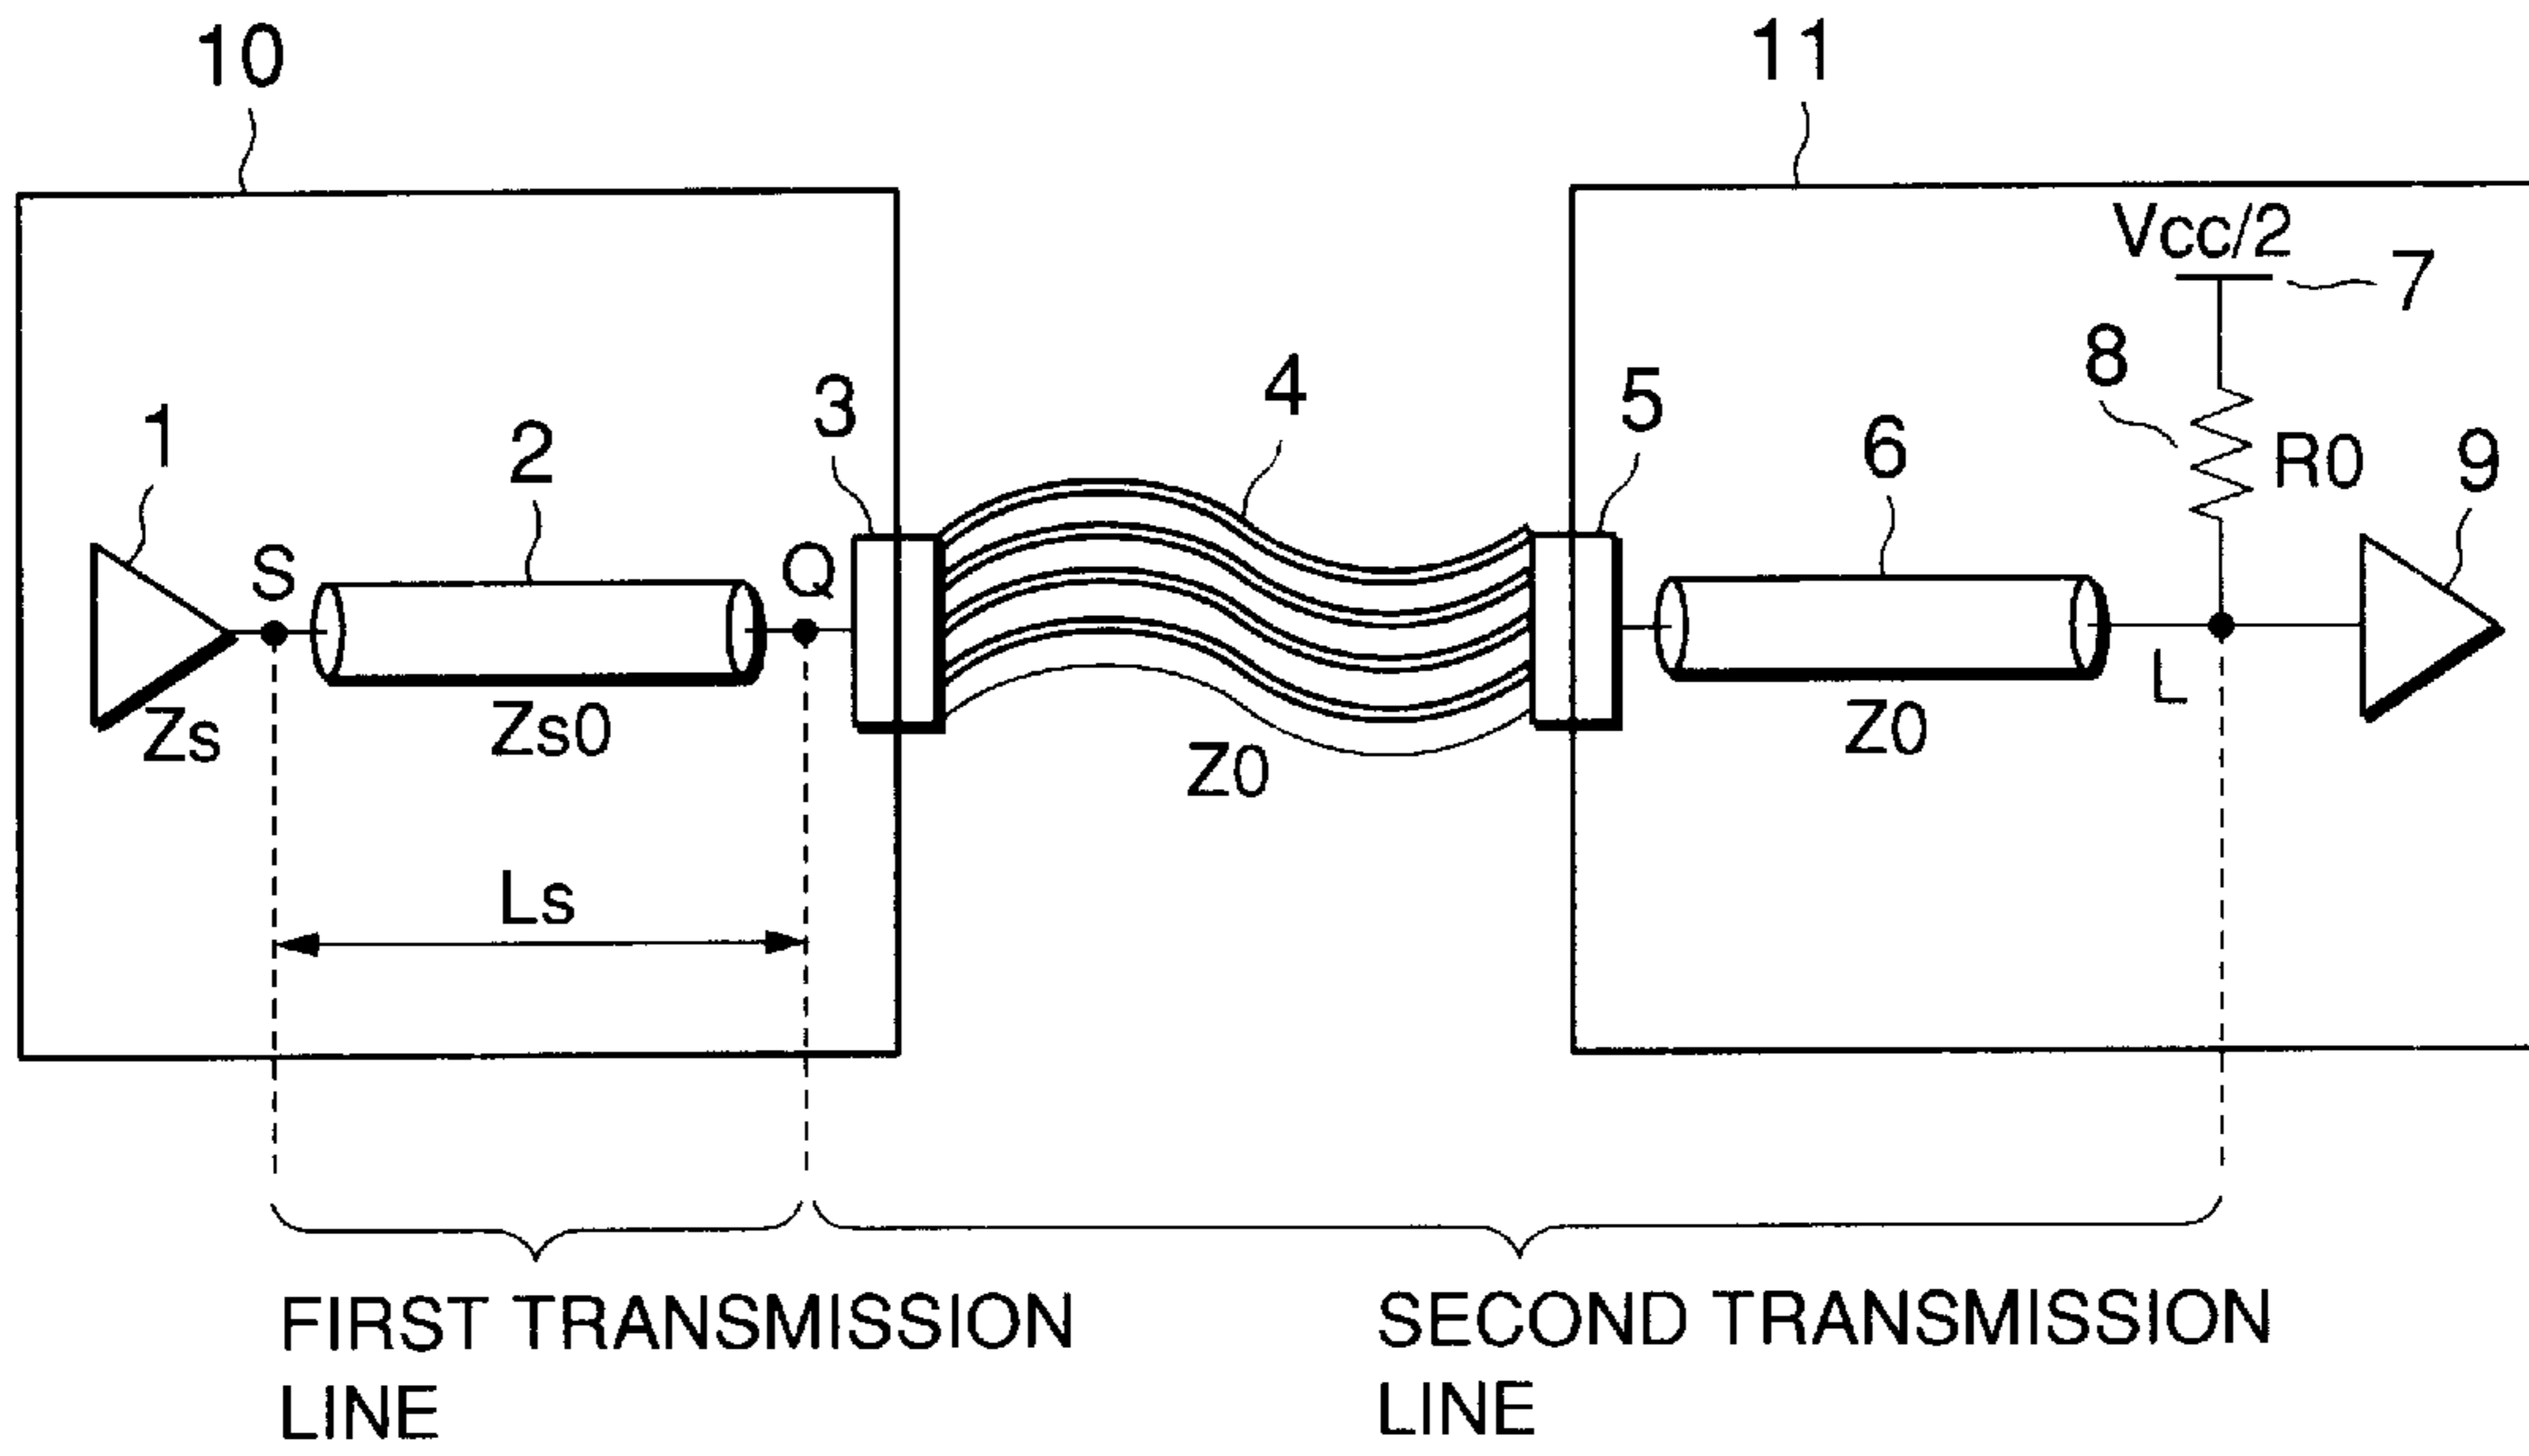 10
11
Vcc/2
7
8
R0
9
1
2
3
4
5
6
S
Q
Zs
Zs0
Z0
Z0
L
Ls
FIRST TRANSMISSION
LINE
SECOND TRANSMISSION
LINE